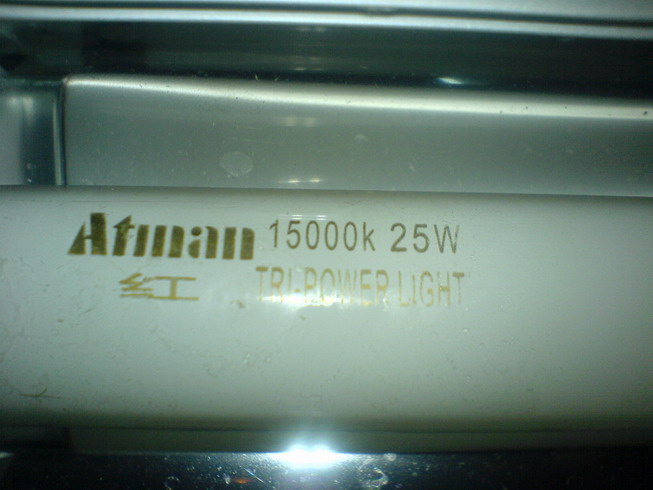 Atman 15000k 25W
红 TRI-POWER LIGHT